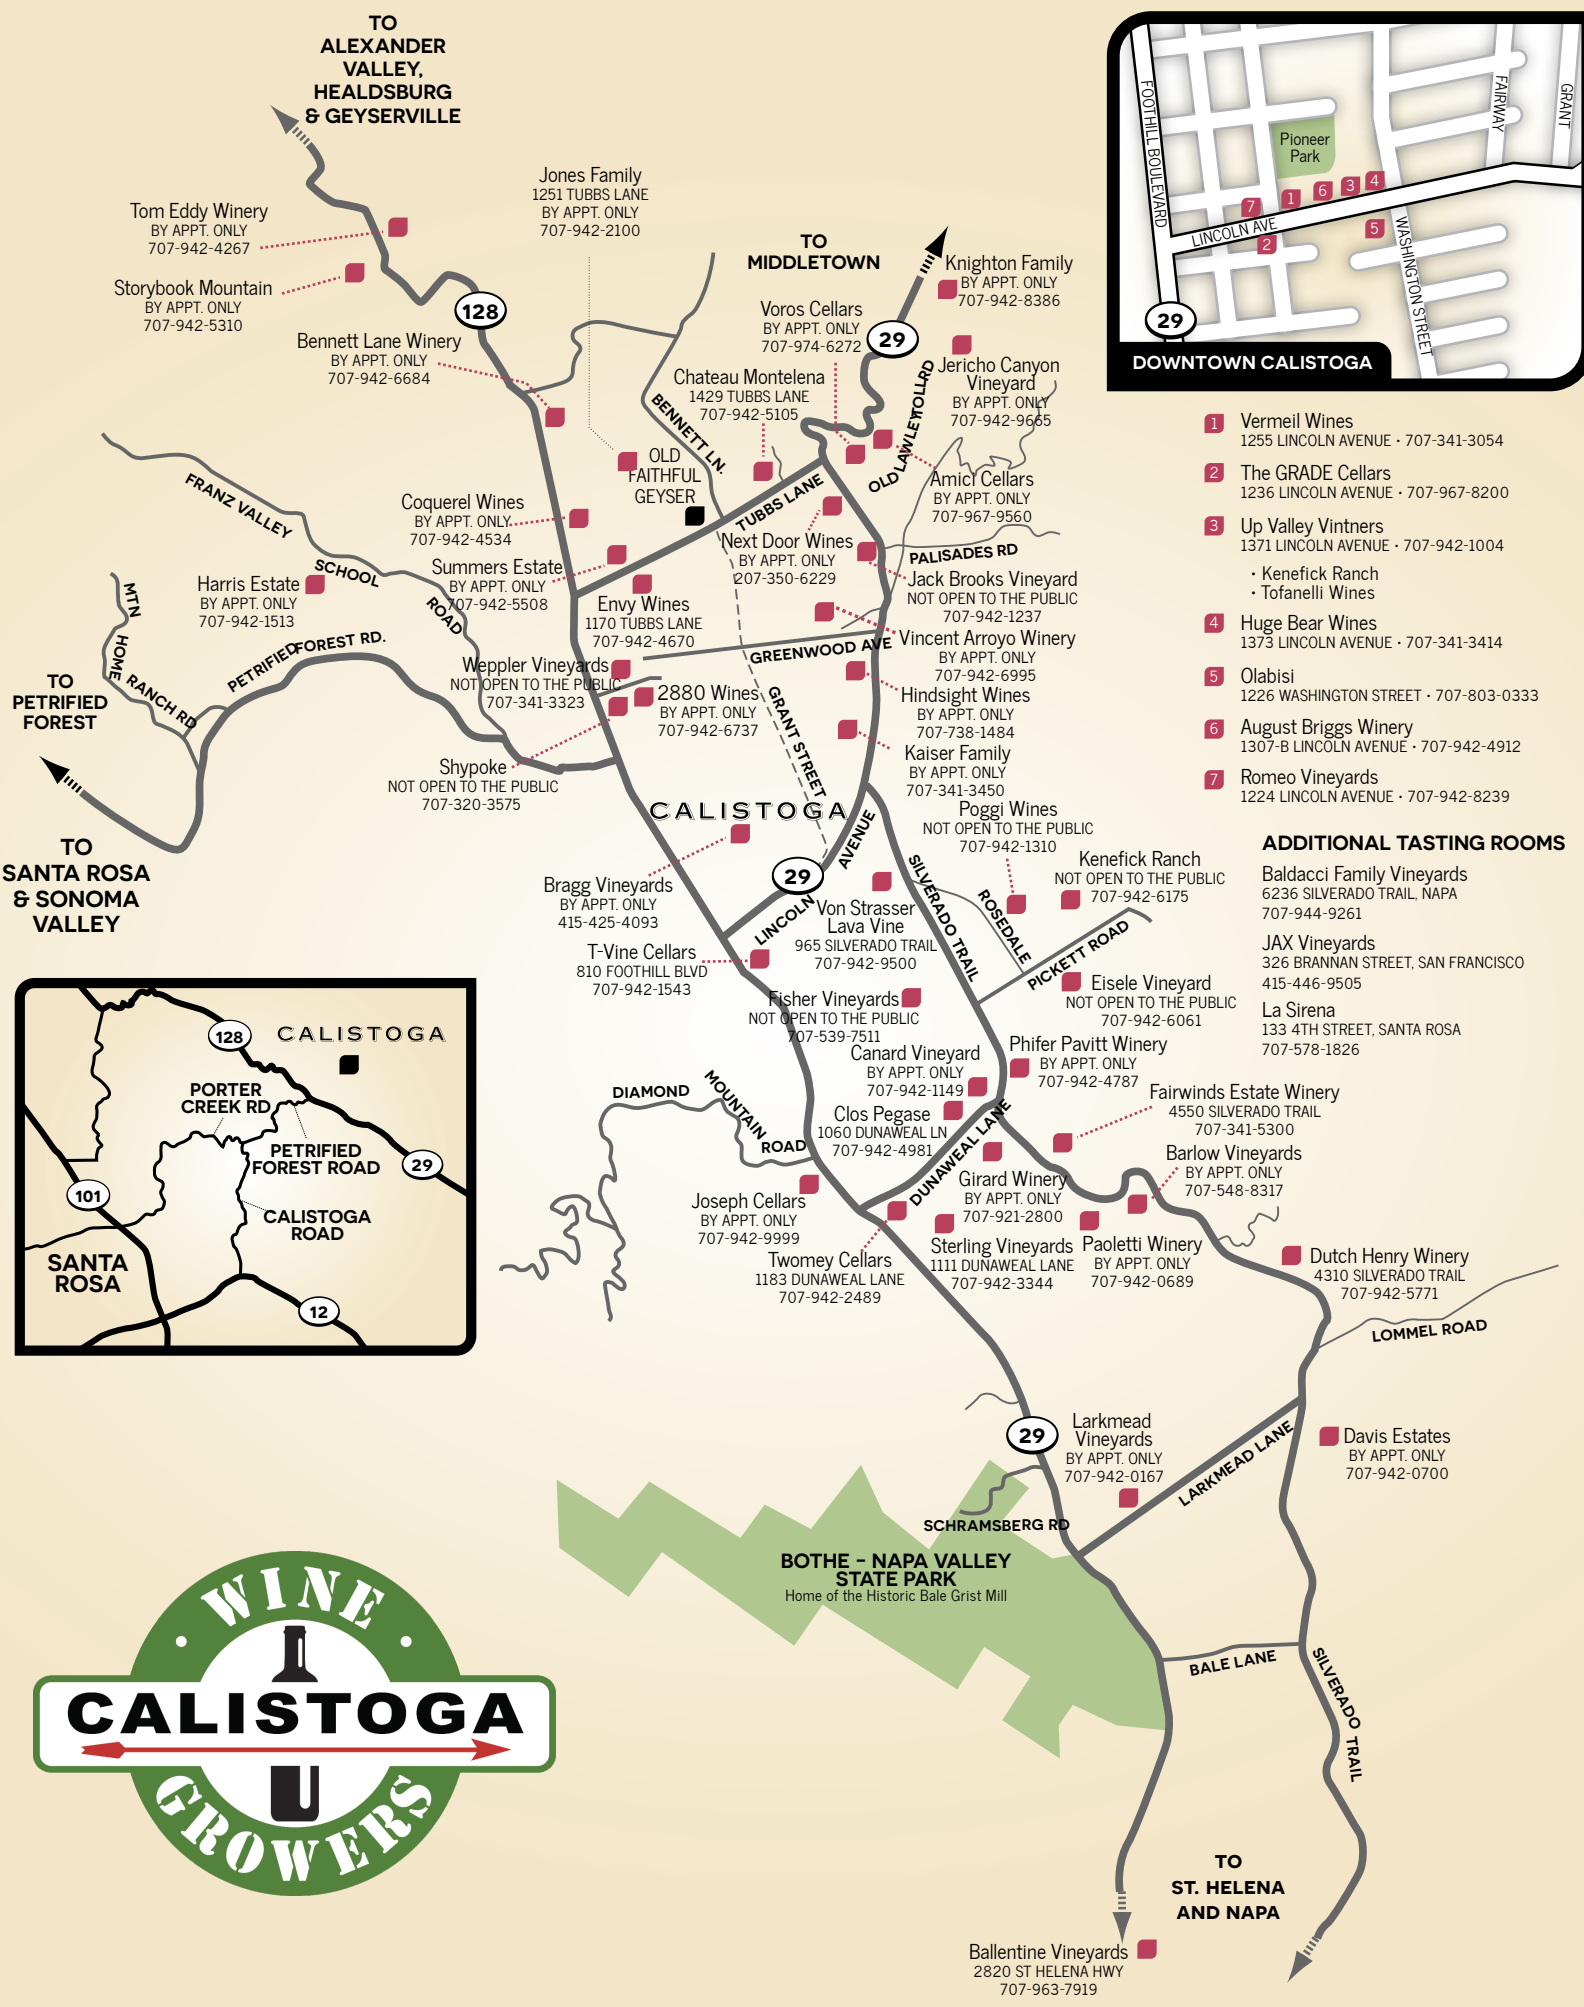 TO
ALEXANDER
VALLEY,
HEALDSBURG
& GEYSERVILLE
Tom Eddy Winery
BY APPT. ONLY
707-942-4267
Storybook Mountain
BY APPT. ONLY
707-942-5310
128
Jones Family
1251 TUBBS LANE
BY APPT. ONLY
707-942-2100
Bennett Lane Winery
BY APPT. ONLY
707-942-6684
TO
MIDDLETOWN
Knighton Family
BY APPT. ONLY
707-942-8386
Voros Cellars
BY APPT. ONLY
707-974-6272
29
Jericho Canyon
Vineyard
BY APPT. ONLY
707-942-9665
Chateau Montelena
1429 TUBBS LANE
707-942-5105
BENNETT LN.
OLD LAWLEY TOLLRD
OLD
FAITHFUL
GEYSER
Amici Cellars
BY APPT. ONLY
707-967-9560
TUBBS LANE
FRANZ VALLEY
SCHOOL
ROAD
Coquerel Wines
BY APPT. ONLY
707-942-4534
Next Door Wines
BY APPT. ONLY
207-350-6229
PALISADES RD
Jack Brooks Vineyard
NOT OPEN TO THE PUBLIC
707-942-1237
Summers Estate
BY APPT. ONLY
707-942-5508
Harris Estate
BY APPT. ONLY
707-942-1513
Envy Wines
1170 TUBBS LANE
707-942-4670
MTN
HOME
RANCH RD
PETRIFIED
FOREST RD.
GREENWOOD AVE
Vincent Arroyo Winery
BY APPT. ONLY
707-942-6995
Weppler Vineyards
NOT OPEN TO THE PUBLIC
707-341-3323
2880 Wines
BY APPT. ONLY
707-942-6737
GRANT STREET
Hindsight Wines
BY APPT. ONLY
707-738-1484
TO
PETRIFIED
FOREST
Kaiser Family
BY APPT. ONLY
707-341-3450
Shypoke
NOT OPEN TO THE PUBLIC
707-320-3575
CALISTOGA
Poggi Wines
NOT OPEN TO THE PUBLIC
707-942-1310
TO
SANTA ROSA
& SONOMA
VALLEY
Kenefick Ranch
NOT OPEN TO THE PUBLIC
707-942-6175
Bragg Vineyards
BY APPT. ONLY
415-425-4093
29
LINCOLN
AVENUE
SILVERADO TRAIL
ROSEDALE
PICKETT ROAD
Von Strasser
Lava Vine
965 SILVERADO TRAIL
707-942-9500
T-Vine Cellars
810 FOOTHILL BLVD
707-942-1543
Eisele Vineyard
NOT OPEN TO THE PUBLIC
707-942-6061
Fisher Vineyards
NOT OPEN TO THE PUBLIC
707-539-7511
Phifer Pavitt Winery
BY APPT. ONLY
707-942-4787
Canard Vineyard
BY APPT. ONLY
707-942-1149
Fairwinds Estate Winery
4550 SILVERADO TRAIL
707-341-5300
DIAMOND
MOUNTAIN
ROAD
Clos Pegase
1060 DUNAWEAL LN
707-942-4981
DUNAWEAL LANE
Barlow Vineyards
BY APPT. ONLY
707-548-8317
Girard Winery
BY APPT. ONLY
707-921-2800
Joseph Cellars
BY APPT. ONLY
707-942-9999
Twomey Cellars
1183 DUNAWEAL LANE
707-942-2489
Sterling Vineyards
1111 DUNAWEAL LANE
707-942-3344
Paoletti Winery
BY APPT. ONLY
707-942-0689
Dutch Henry Winery
4310 SILVERADO TRAIL
707-942-5771
LOMMEL ROAD
29
Larkmead
Vineyards
BY APPT. ONLY
707-942-0167
LARKMEAD LANE
Davis Estates
BY APPT. ONLY
707-942-0700
SCHRAMSBERG RD
BOTHE - NAPA VALLEY
STATE PARK
Home of the Historic Bale Grist Mill
BALE LANE
SILVERADO TRAIL
TO
ST. HELENA
AND NAPA
Ballentine Vineyards
2820 ST HELENA HWY
707-963-7919
FOOTHILL BOULEVARD
Pioneer
Park
FAIRWAY
GRANT
7
1
6
3
4
LINCOLN AVE
2
5
WASHINGTON STREET
29
DOWNTOWN CALISTOGA
1 Vermeil Wines
1255 LINCOLN AVENUE • 707-341-3054
2 The GRADE Cellars
1236 LINCOLN AVENUE • 707-967-8200
3 Up Valley Vintners
1371 LINCOLN AVENUE • 707-942-1004
• Kenefick Ranch
• Tofanelli Wines
4 Huge Bear Wines
1373 LINCOLN AVENUE • 707-341-3414
5 Olabisi
1226 WASHINGTON STREET • 707-803-0333
6 August Briggs Winery
1307-B LINCOLN AVENUE • 707-942-4912
7 Romeo Vineyards
1224 LINCOLN AVENUE • 707-942-8239
ADDITIONAL TASTING ROOMS
Baldacci Family Vineyards
6236 SILVERADO TRAIL, NAPA
707-944-9261
JAX Vineyards
326 BRANNAN STREET, SAN FRANCISCO
415-446-9505
La Sirena
133 4TH STREET, SANTA ROSA
707-578-1826
128
CALISTOGA
PORTER
CREEK RD
PETRIFIED
FOREST ROAD
29
101
CALISTOGA
ROAD
SANTA
ROSA
12
WINE
CALISTOGA
GROWERS